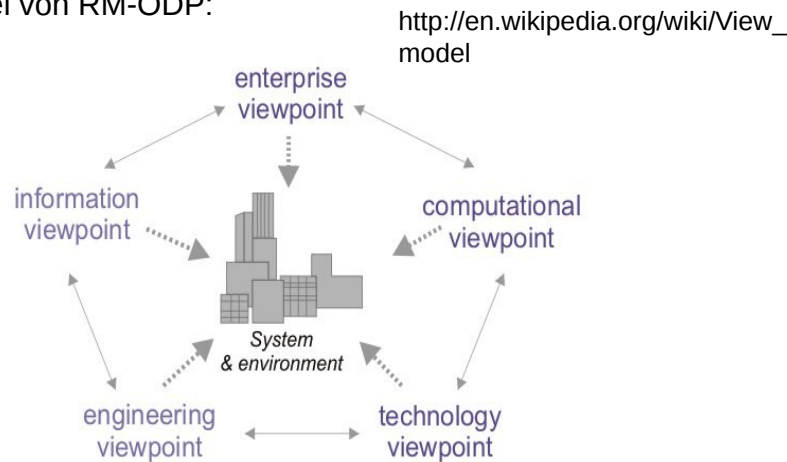 von RM-ODP:
http://en.wikipedia.org/wiki/View_
model
enterprise
viewpoint
information
viewpoint
computational
viewpoint
System
& environment
engineering
viewpoint
technology
viewpoint